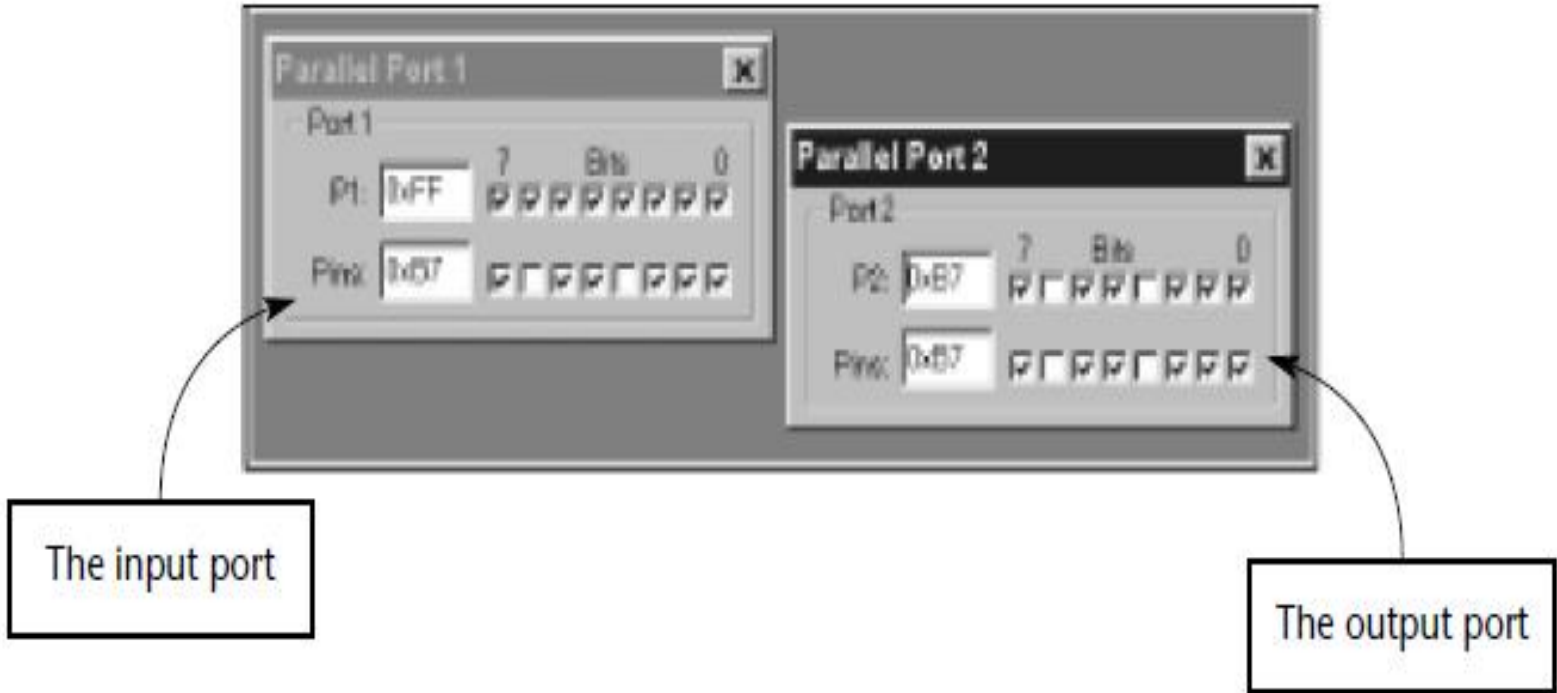 Parallel Port 1
Port 1
7 Bits 0
P1: 0xFF
Pins: 0xB7
Parallel Port 2
Port 2
7 Bits 0
P2: 0xB7
Pins: 0xB7
The input port
The output port